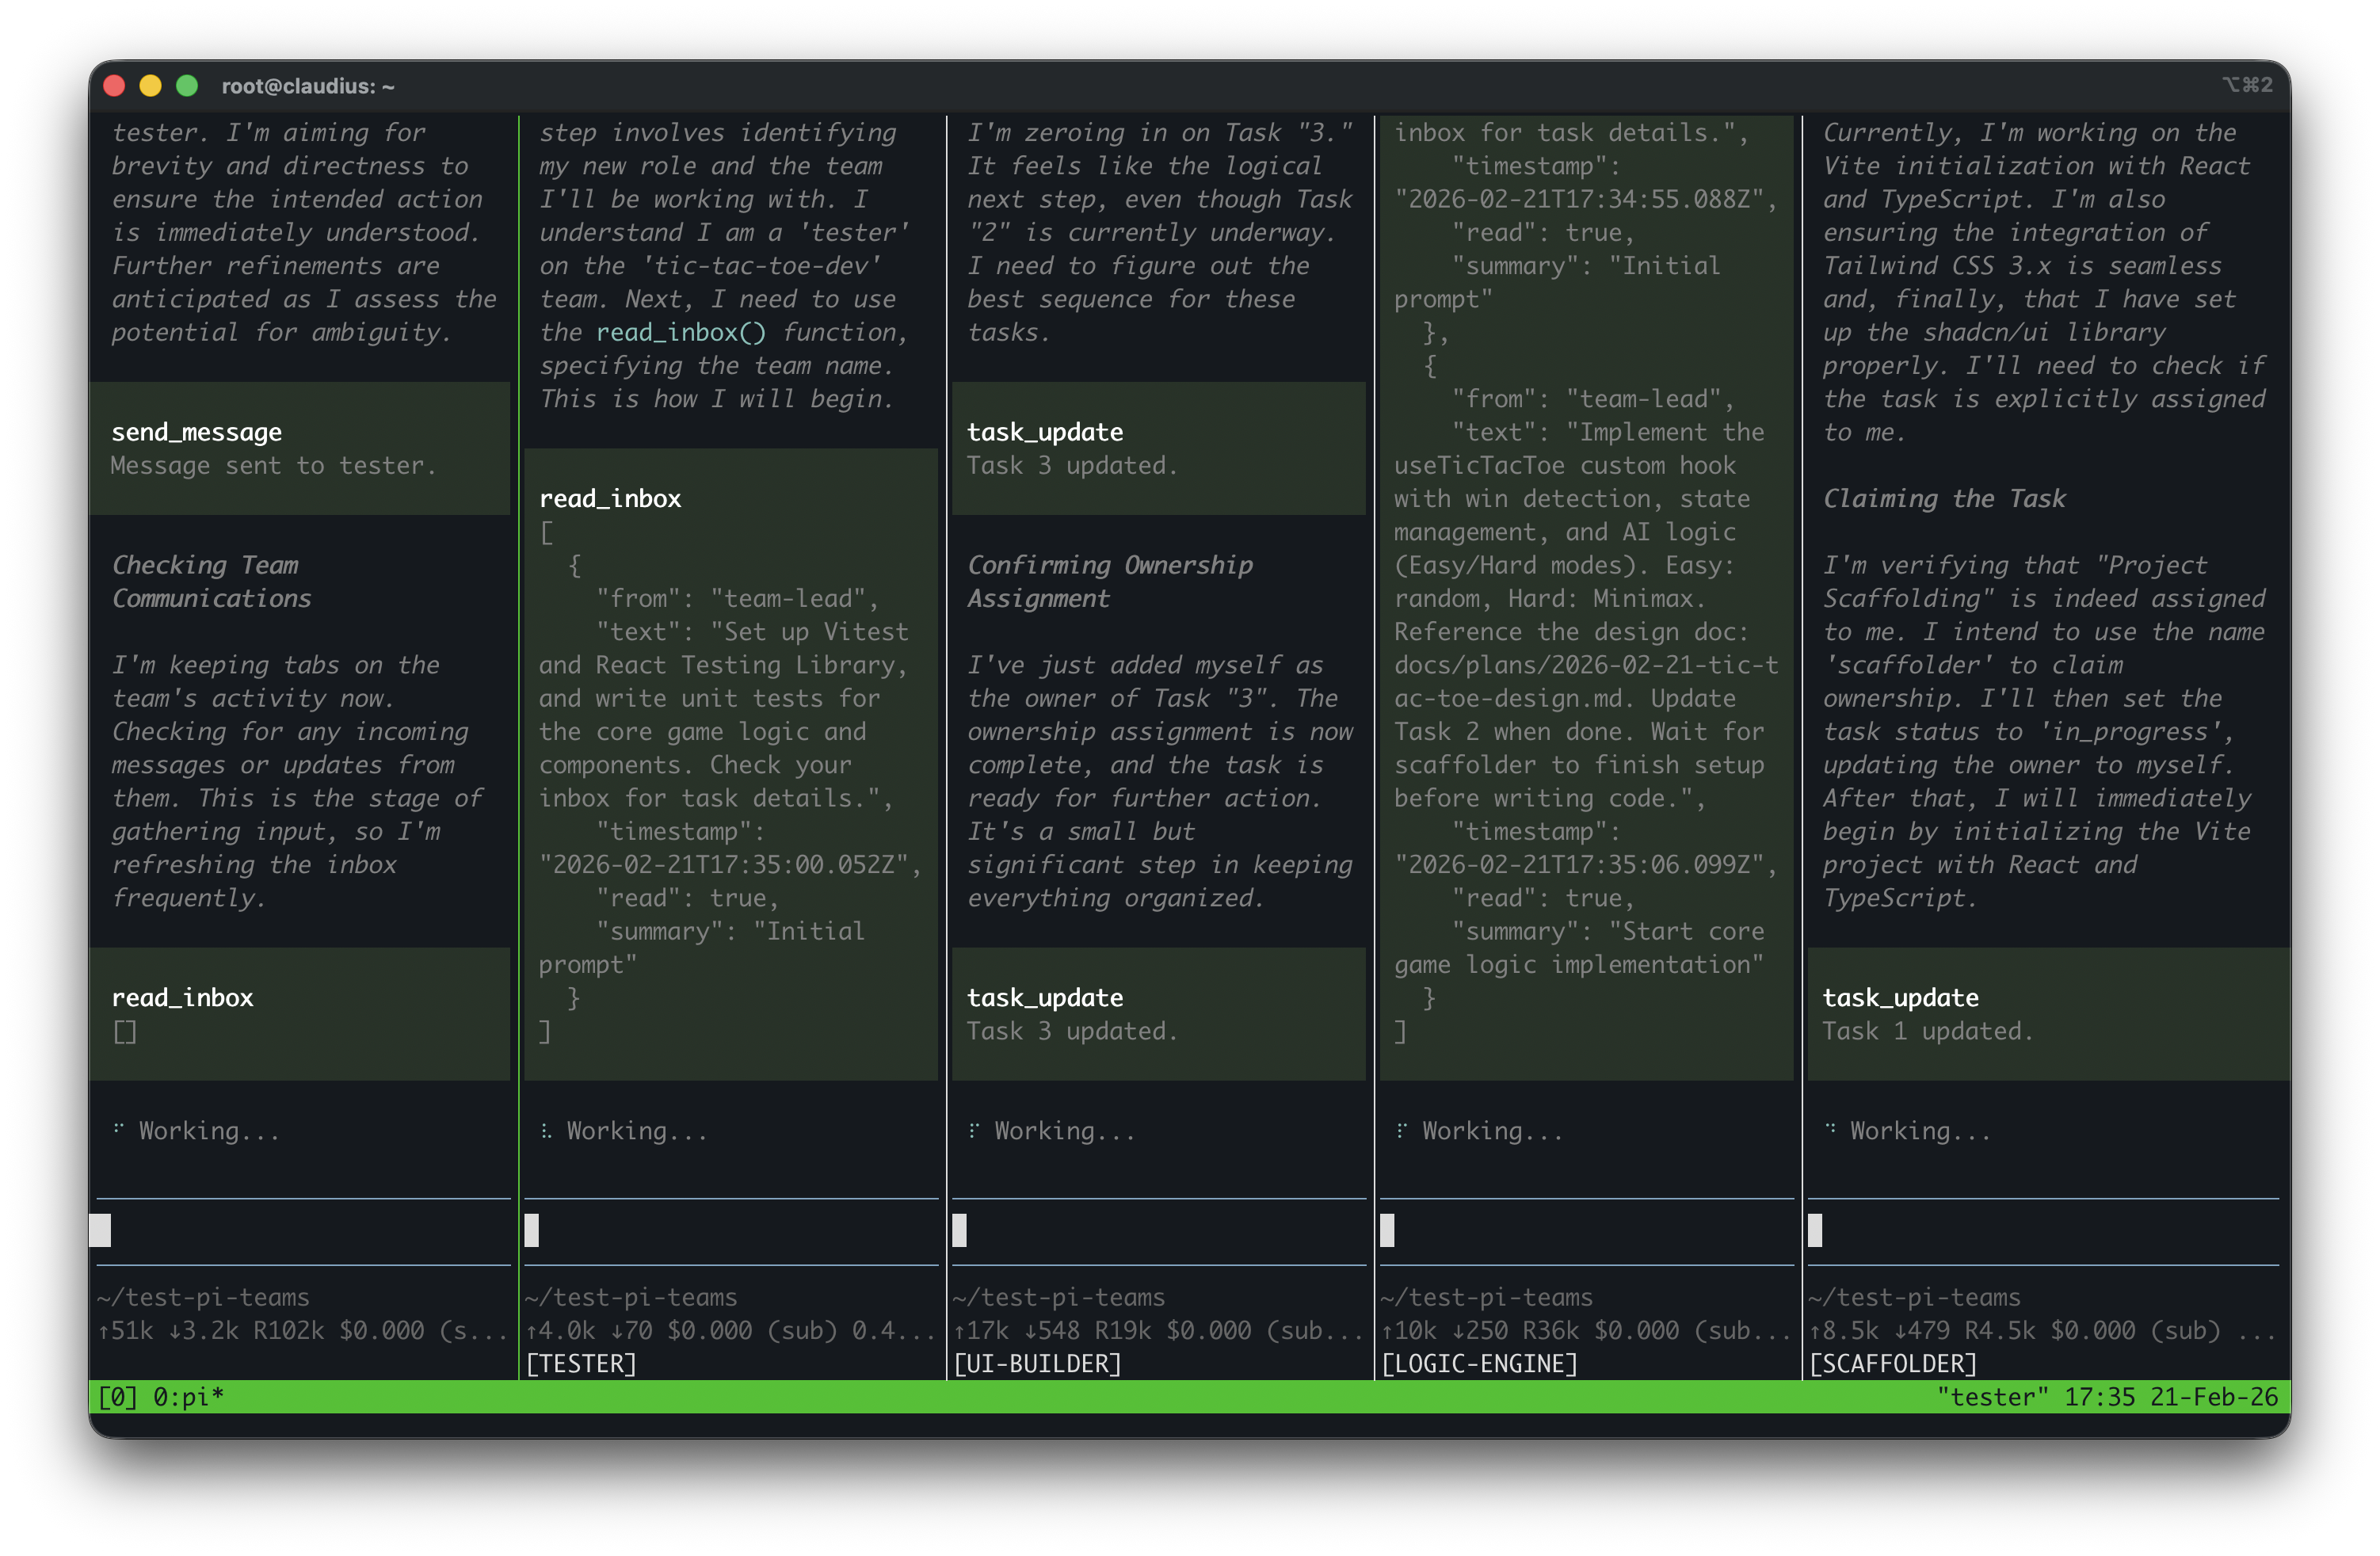 root@claudius: ~
⌥⌘2
tester. I'm aiming for
brevity and directness to
ensure the intended action
is immediately understood.
Further refinements are
anticipated as I assess the
potential for ambiguity.
send_message
Message sent to tester.
Checking Team
Communications
I'm keeping tabs on the
team's activity now.
Checking for any incoming
messages or updates from
them. This is the stage of
gathering input, so I'm
refreshing the inbox
frequently.
read_inbox
[]
Working...
~/test-pi-teams
↑51k ↓3.2k R102k $0.000 (s...
step involves identifying
my new role and the team
I'll be working with. I
understand I am a 'tester'
on the 'tic-tac-toe-dev'
team. Next, I need to use
the read_inbox() function,
specifying the team name.
This is how I will begin.
read_inbox
[
{
"from": "team-lead",
"text": "Set up Vitest
and React Testing Library,
and write unit tests for
the core game logic and
components. Check your
inbox for task details.",
"timestamp":
"2026-02-21T17:35:00.052Z",
"read": true,
"summary": "Initial
prompt"
}
]
Working...
~/test-pi-teams
↑4.0k ↓70 $0.000 (sub) 0.4...
[TESTER]
I'm zeroing in on Task "3."
It feels like the logical
next step, even though Task
"2" is currently underway.
I need to figure out the
best sequence for these
tasks.
task_update
Task 3 updated.
Confirming Ownership
Assignment
I've just added myself as
the owner of Task "3". The
ownership assignment is now
complete, and the task is
ready for further action.
It's a small but
significant step in keeping
everything organized.
task_update
Task 3 updated.
Working...
~/test-pi-teams
↑17k ↓548 R19k $0.000 (sub...
[UI-BUILDER]
inbox for task details.",
"timestamp":
"2026-02-21T17:34:55.088Z",
"read": true,
"summary": "Initial
prompt"
},
{
"from": "team-lead",
"text": "Implement the
useTicTacToe custom hook
with win detection, state
management, and AI logic
(Easy/Hard modes). Easy:
random, Hard: Minimax.
Reference the design doc:
docs/plans/2026-02-21-tic-t
ac-toe-design.md. Update
Task 2 when done. Wait for
scaffolder to finish setup
before writing code.",
"timestamp":
"2026-02-21T17:35:06.099Z",
"read": true,
"summary": "Start core
game logic implementation"
}
]
Working...
~/test-pi-teams
↑10k ↓250 R36k $0.000 (sub...
[LOGIC-ENGINE]
Currently, I'm working on the
Vite initialization with React
and TypeScript. I'm also
ensuring the integration of
Tailwind CSS 3.x is seamless
and, finally, that I have set
up the shadcn/ui library
properly. I'll need to check if
the task is explicitly assigned
to me.
Claiming the Task
I'm verifying that "Project
Scaffolding" is indeed assigned
to me. I intend to use the name
'scaffolder' to claim
ownership. I'll then set the
task status to 'in_progress',
updating the owner to myself.
After that, I will immediately
begin by initializing the Vite
project with React and
TypeScript.
task_update
Task 1 updated.
Working...
~/test-pi-teams
↑8.5k ↓479 R4.5k $0.000 (sub) ...
[SCAFFOLDER]
[0] 0:pi*
"tester" 17:35 21-Feb-26